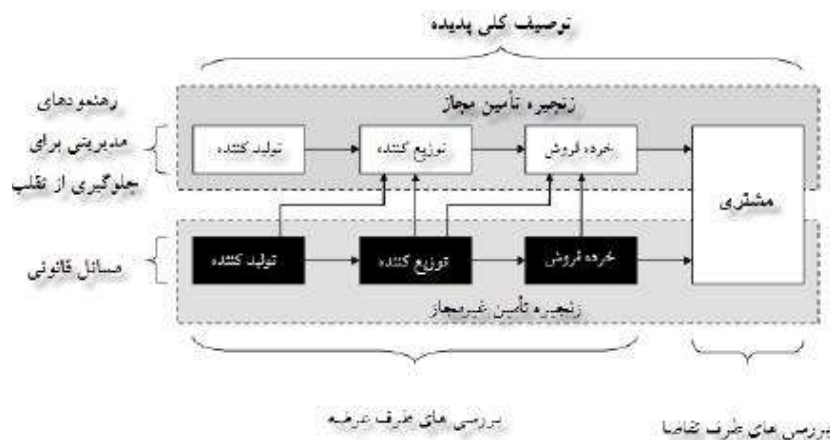 توصیف کلی پدیده
زنجیره تأمین مجاز
رهنمودهای
مدیریتی برای
جلوگیری از تقلب
تولید کننده
توزیع کننده
خرده فروش
مشتری
مسائل قانونی
تولید کننده
توزیع کننده
خرده فروش
زنجیره تأمین غیرمجاز
بررسی های طرف عرضه
بررسی های طرف تقاضا